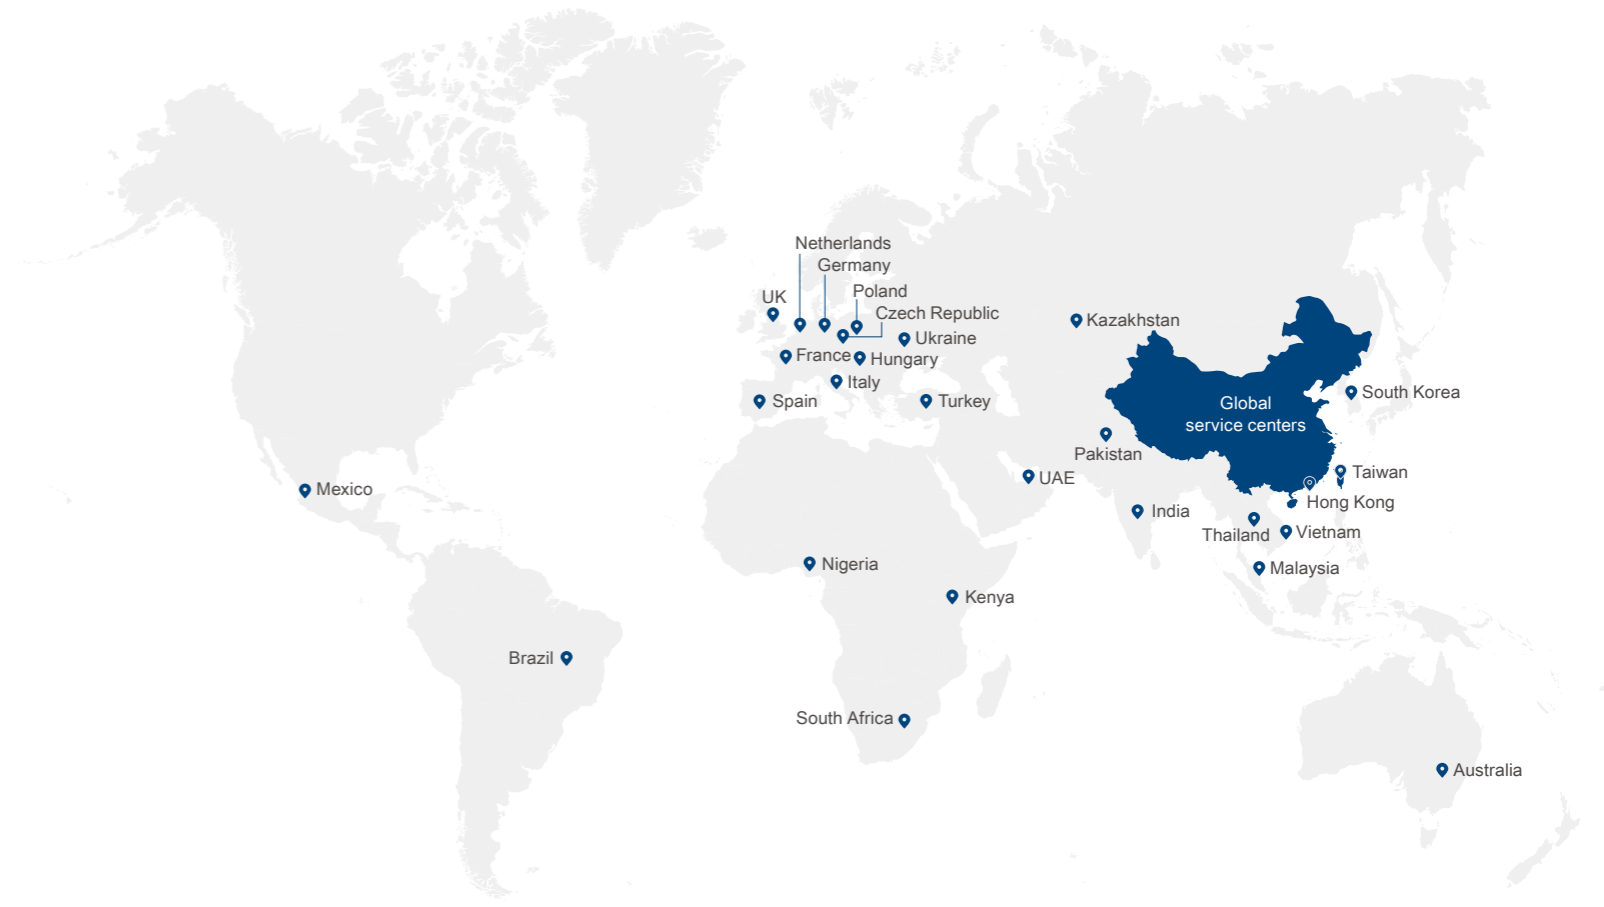 Netherlands
Germany
Poland
UK
Czech Republic
Kazakhstan
Ukraine
France
Hungary
Italy
South Korea
Spain
Turkey
Global
service centers
Pakistan
Taiwan
UAE
Mexico
Hong Kong
India
Thailand
Vietnam
Nigeria
Malaysia
Kenya
Brazil
South Africa
Australia